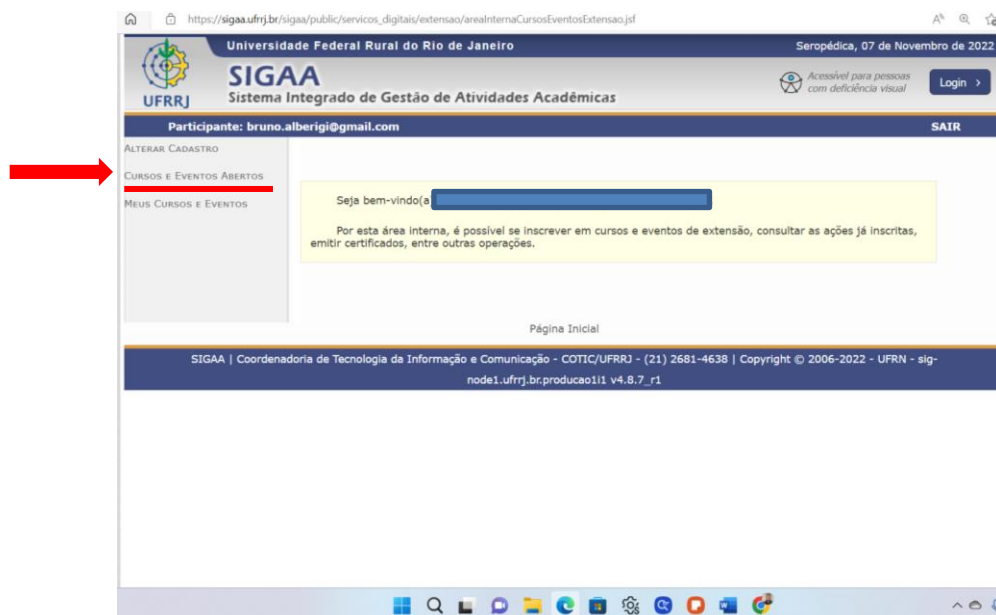 https://sigaa.ufrrj.br/sigaa/public/servicos_digitais/extensao/areaInternaCursosEventosExtensao.jsf
Universidade Federal Rural do Rio de Janeiro
Seropédica, 07 de Novembro de 2022
SIGAA
Sistema Integrado de Gestão de Atividades Acadêmicas
Acessível para pessoas
com deficiência visual
Login >
UFRRJ
Participante: bruno.alberigi@gmail.com
SAIR
ALTERAR CADASTRO
CURSOS E EVENTOS ABERTOS
MEUS CURSOS E EVENTOS
Seja bem-vindo(a
Por esta área interna, é possível se inscrever em cursos e eventos de extensão, consultar as ações já inscritas,
emitir certificados, entre outras operações.
Página Inicial
SIGAA | Coordenadoria de Tecnologia da Informação e Comunicação - COTIC/UFRRJ - (21) 2681-4638 | Copyright © 2006-2022 - UFRN - sig-
node1.ufrrj.br.producao1i1 v4.8.7_r1